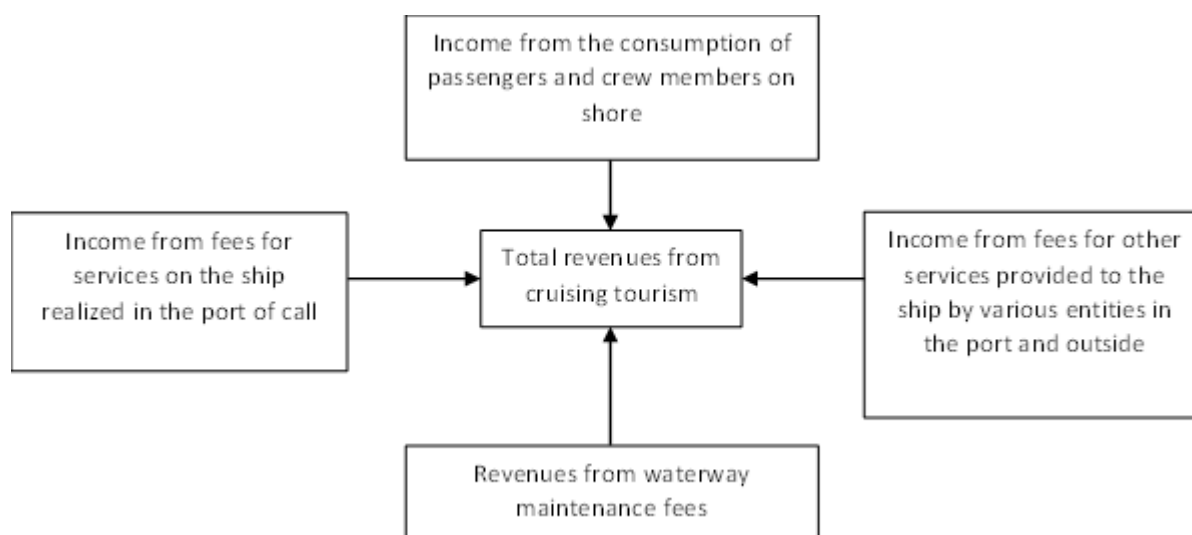 Income from the consumption of
passengers and crew members on
shore
Income from fees for
services on the ship
realized in the port of call
Total revenues from
cruising tourism
Income from fees for other
services provided to the
ship by various entities in
the port and outside
Revenues from waterway
maintenance fees